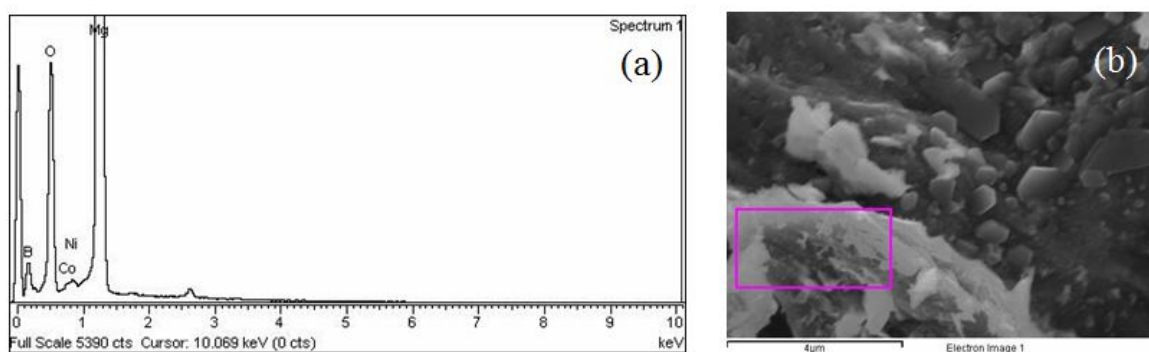 Spectrum 1
(a)
Mg
O
B
Ni
Co
0 1 2 3 4 5 6 7 8 9 10
Full Scale 5390 cts Cursor: 10.069 keV (0 cts) keV
(b)
4μm Electron Image 1